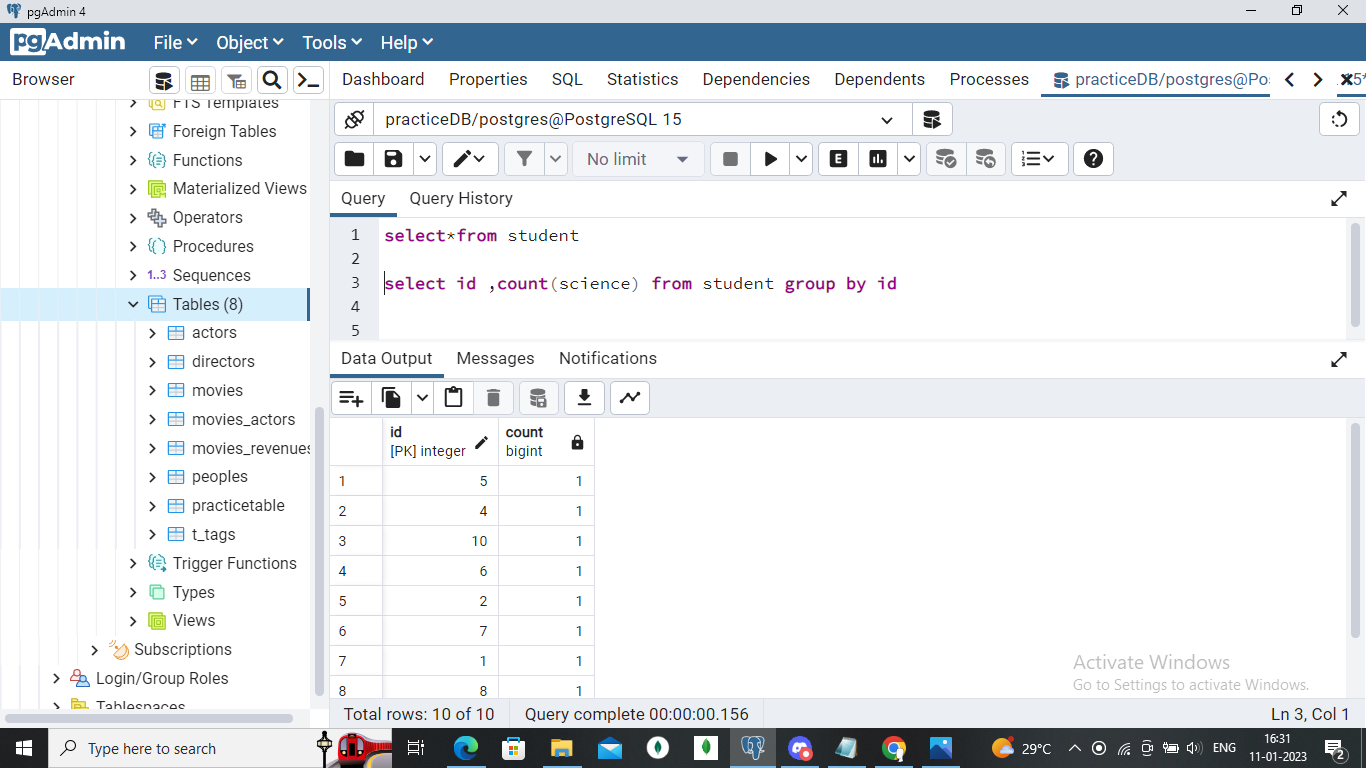 pgAdmin 4
pgAdmin File Object Tools Help
Browser
Dashboard Properties SQL Statistics Dependencies Dependents Processes practiceDB/postgres@Po
FTS Templates
Foreign Tables
Functions
Materialized Views
Operators
Procedures
1..3 Sequences
Tables (8)
actors
directors
movies
movies_actors
movies_revenues
peoples
practicetable
t_tags
Trigger Functions
Types
Views
Subscriptions
Login/Group Roles
Tablespaces
practiceDB/postgres@PostgreSQL 15
No limit
E
Query Query History
1 select*from student
2
3 select id ,count(science) from student group by id
4
5
Data Output Messages Notifications
id count
[PK] integer bigint
1 5 1
2 4 1
3 10 1
4 6 1
5 2 1
6 7 1
7 1 1
8 8 1
Activate Windows
Go to Settings to activate Windows.
Total rows: 10 of 10 Query complete 00:00:00.156 Ln 3, Col 1
Type here to search
29°C ENG 16:31
11-01-2023 2